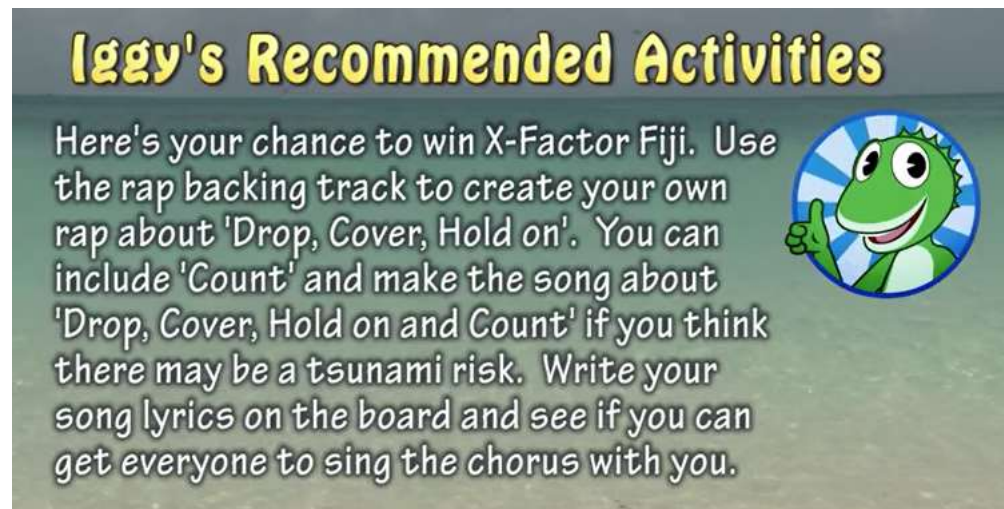 Iggy's Recommended Activities
Here's your chance to win X-Factor Fiji. Use
the rap backing track to create your own
rap about 'Drop, Cover, Hold on'. You can
include 'Count' and make the song about
'Drop, Cover, Hold on and Count' if you think
there may be a tsunami risk. Write your
song lyrics on the board and see if you can
get everyone to sing the chorus with you.